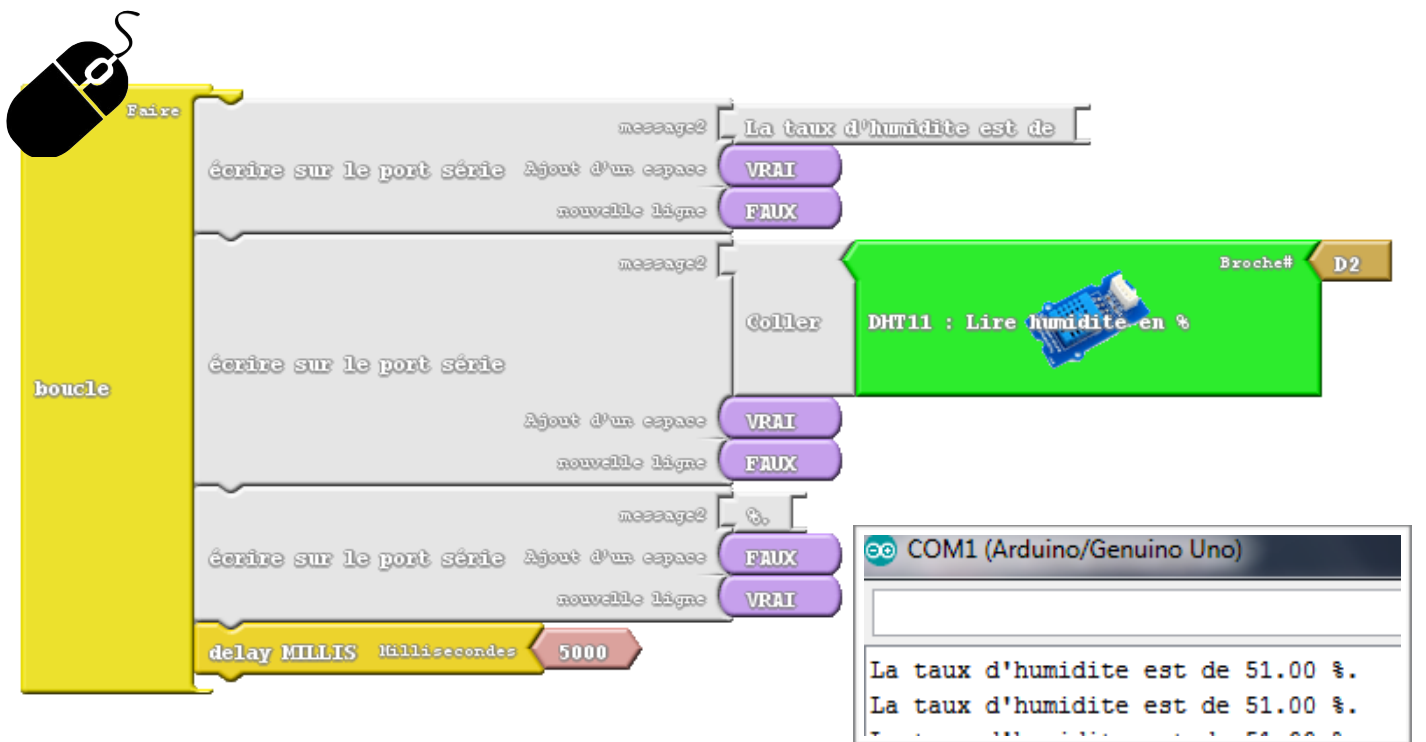 Faire
message2 La taux d'humidite est de
écrire sur le port série Ajout d'un espace VRAI
nouvelle ligne FAUX
message2 Broche# D2
Coller DHT11 : Lire humidité en %
écrire sur le port série
boucle
Ajout d'un espace VRAI
nouvelle ligne FAUX
message2 %.
écrire sur le port série Ajout d'un espace FAUX
nouvelle ligne VRAI
delay MILLIS Millisecondes 5000
COM1 (Arduino/Genuino Uno)
La taux d'humidite est de 51.00 %.
La taux d'humidite est de 51.00 %.